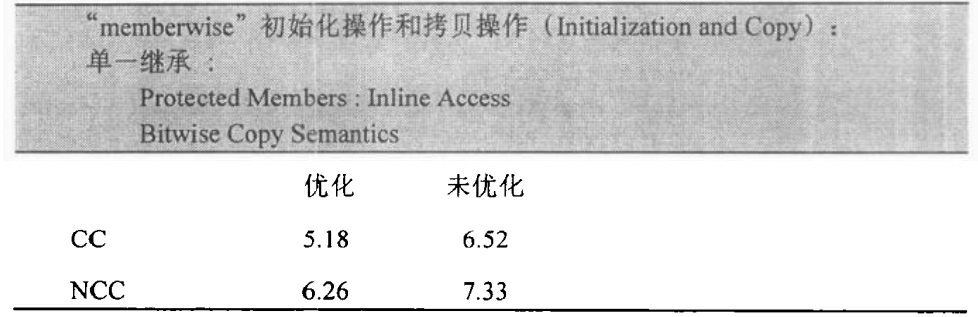 “memberwise”初始化操作和拷贝操作（Initialization and Copy）：
单一继承：
Protected Members : Inline Access
Bitwise Copy Semantics
优化 未优化
CC 5.18 6.52
NCC 6.26 7.33